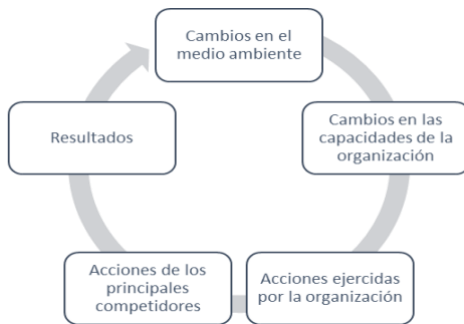 Cambios en el
medio ambiente
Cambios en las
capacidades de la
organización
Acciones ejercidas
por la organización
Acciones de los
principales
competidores
Resultados